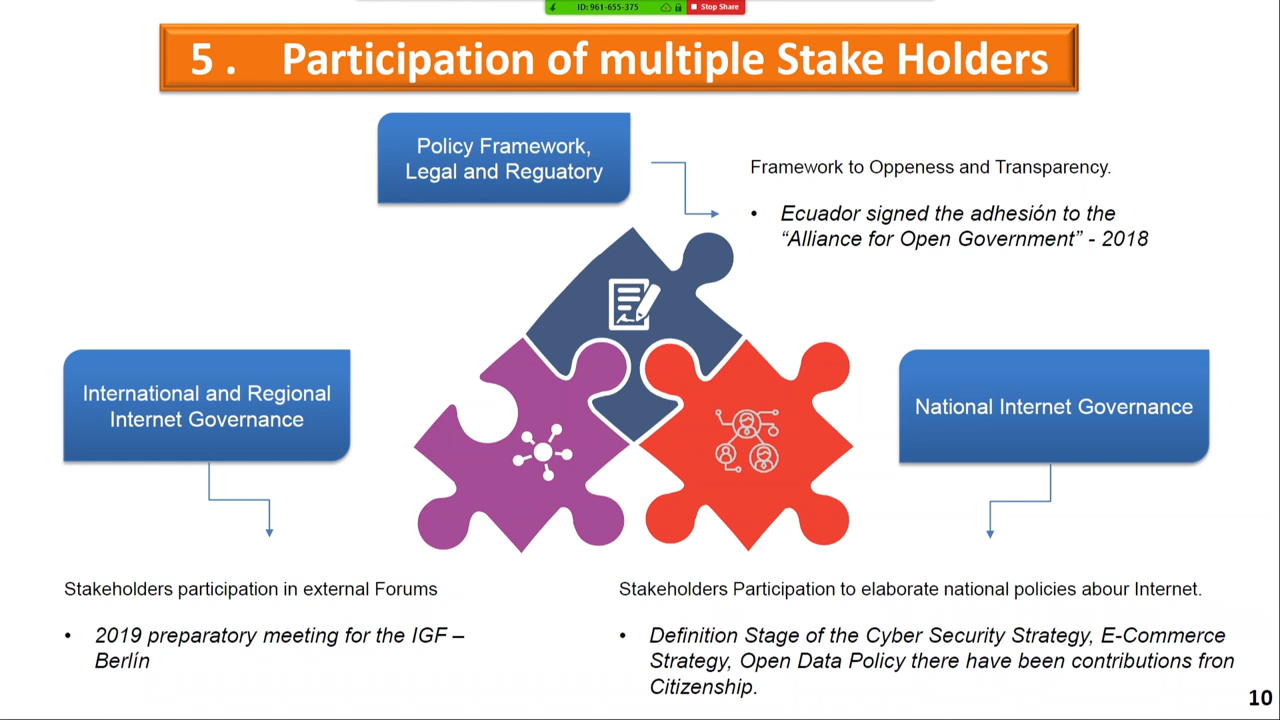 ID: 961-655-375
Stop Share
5 . Participation of multiple Stake Holders
Policy Framework,
Legal and Reguatory
Framework to Oppeness and Transparency.
• Ecuador signed the adhesión to the
“Alliance for Open Government” - 2018
International and Regional
Internet Governance
National Internet Governance
Stakeholders participation in external Forums
• 2019 preparatory meeting for the IGF –
Berlín
Stakeholders Participation to elaborate national policies abour Internet.
• Definition Stage of the Cyber Security Strategy, E-Commerce
Strategy, Open Data Policy there have been contributions fron
Citizenship.
10